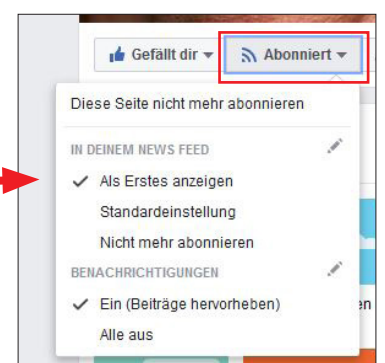 Gefällt dir Abonniert
Diese Seite nicht mehr abonnieren
IN DEINEM NEWS FEED
Als Erstes anzeigen
Standardeinstellung
Nicht mehr abonnieren
BENACHRICHTIGUNGEN
Ein (Beiträge hervorheben)
Alle aus